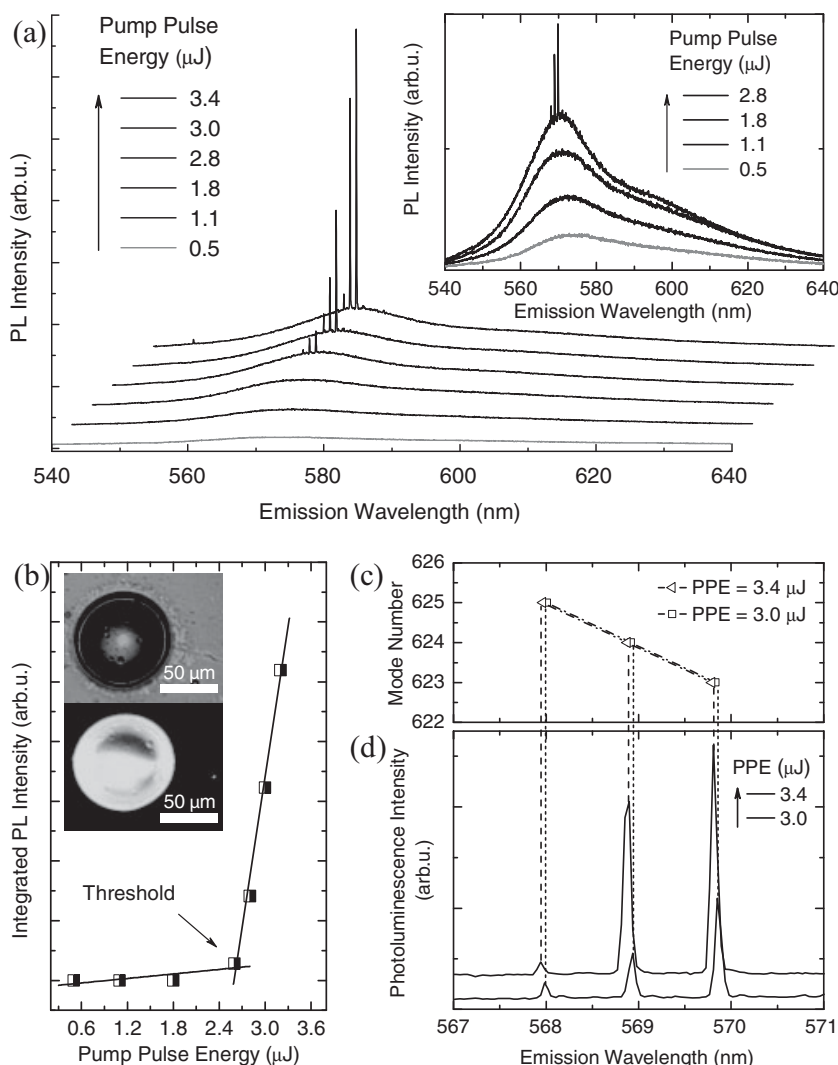 (a)
Pump Pulse
Energy (μJ)
3.4
3.0
2.8
1.8
1.1
0.5
PL Intensity (arb.u.)
540 560 580 600 620 640
Emission Wavelength (nm)
Pump Pulse
Energy (μJ)
2.8
1.8
1.1
0.5
PL Intensity (arb.u.)
540 560 580 600 620 640
Emission Wavelength (nm)
(b)
50 μm
50 μm
Threshold
Integrated PL Intensity (arb.u.)
0.6 1.2 1.8 2.4 3.0 3.6
Pump Pulse Energy (μJ)
(c)
626
625
624
623
622
Mode Number
PPE = 3.4 μJ
PPE = 3.0 μJ
(d)
PPE (μJ)
3.4
3.0
Photoluminescence Intensity
(arb.u.)
567 568 569 570 571
Emission Wavelength (nm)